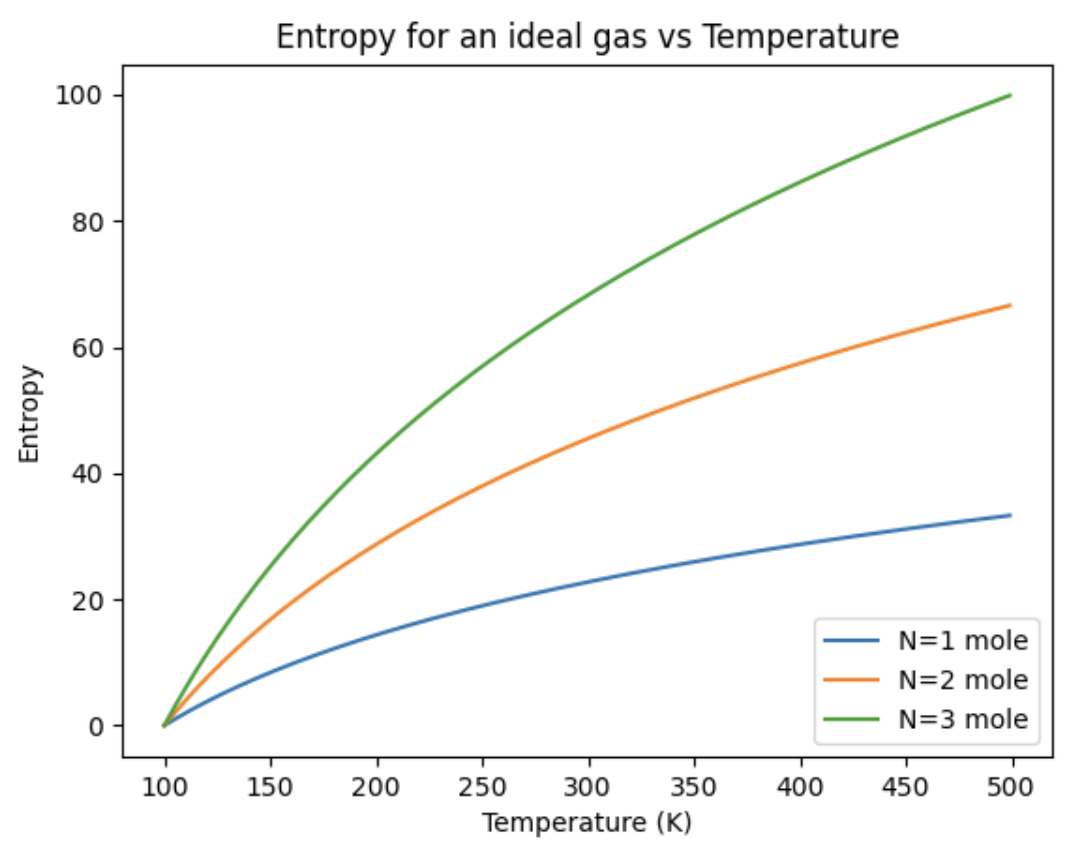 Entropy for an ideal gas vs Temperature
100
80
60
40
20
0
Entropy
100 150 200 250 300 350 400 450 500
Temperature (K)
N=1 mole
N=2 mole
N=3 mole